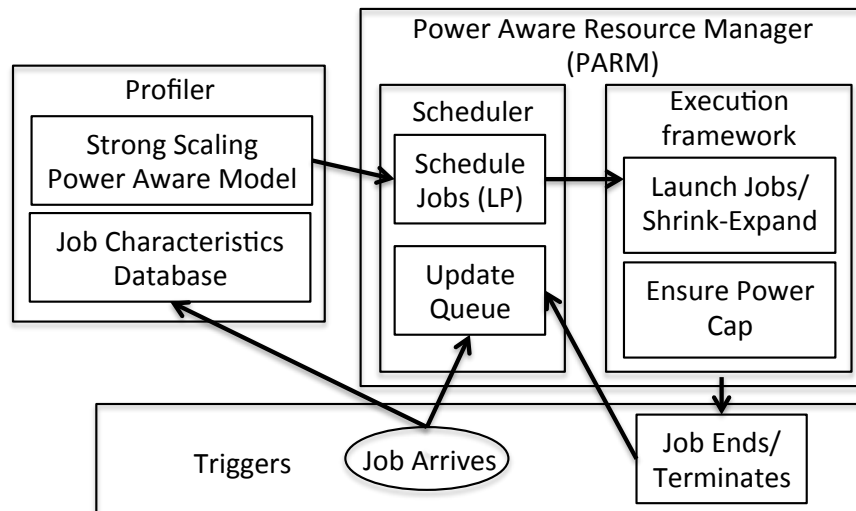 Power Aware Resource Manager
(PARM)
Profiler
Strong Scaling
Power Aware Model
Job Characteristics
Database
Scheduler
Schedule
Jobs (LP)
Update
Queue
Execution
framework
Launch Jobs/
Shrink-Expand
Ensure Power
Cap
Triggers
Job Arrives
Job Ends/
Terminates